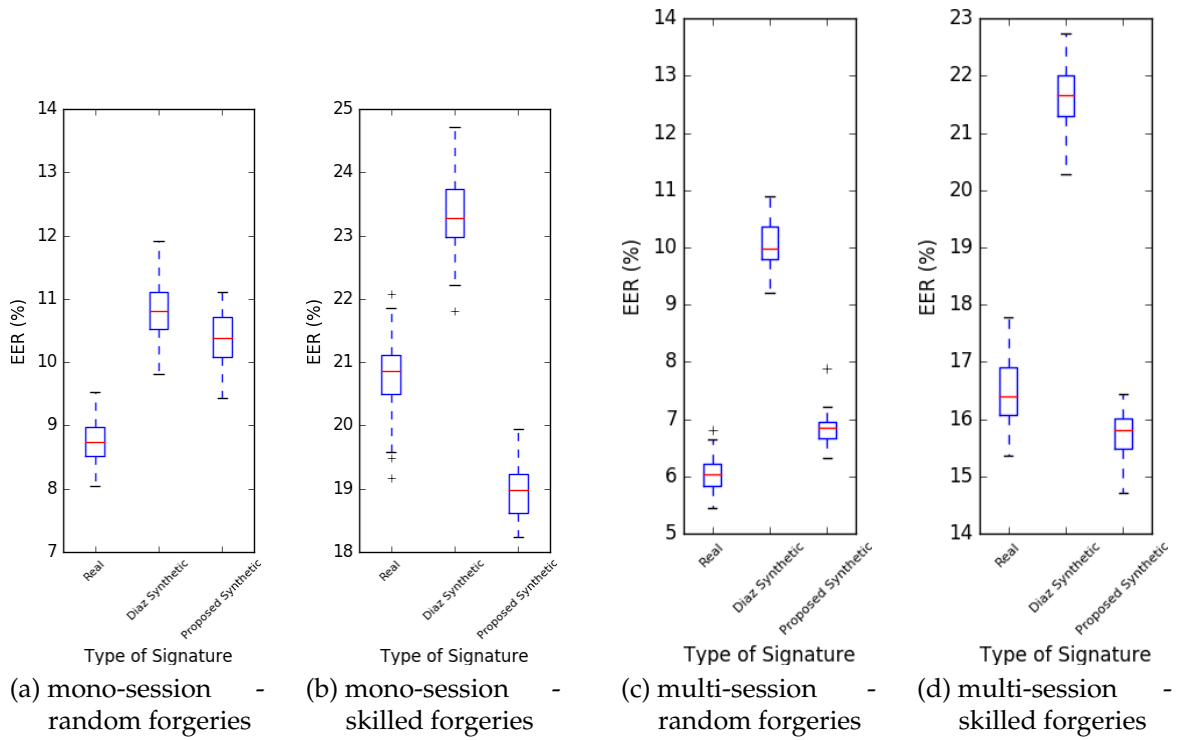 14
13
12
11
10
9
8
7
EER (%)
Real
Diaz Synthetic
Proposed Synthetic
Type of Signature
(a) mono-session -
random forgeries
25
24
23
22
21
20
19
18
EER (%)
Real
Diaz Synthetic
Proposed Synthetic
Type of Signature
(b) mono-session -
skilled forgeries
14
13
12
11
10
9
8
7
6
5
EER (%)
Real
Diaz Synthetic
Proposed Synthetic
Type of Signature
(c) multi-session -
random forgeries
23
22
21
20
19
18
17
16
15
14
EER (%)
Real
Diaz Synthetic
Proposed Synthetic
Type of Signature
(d) multi-session -
skilled forgeries